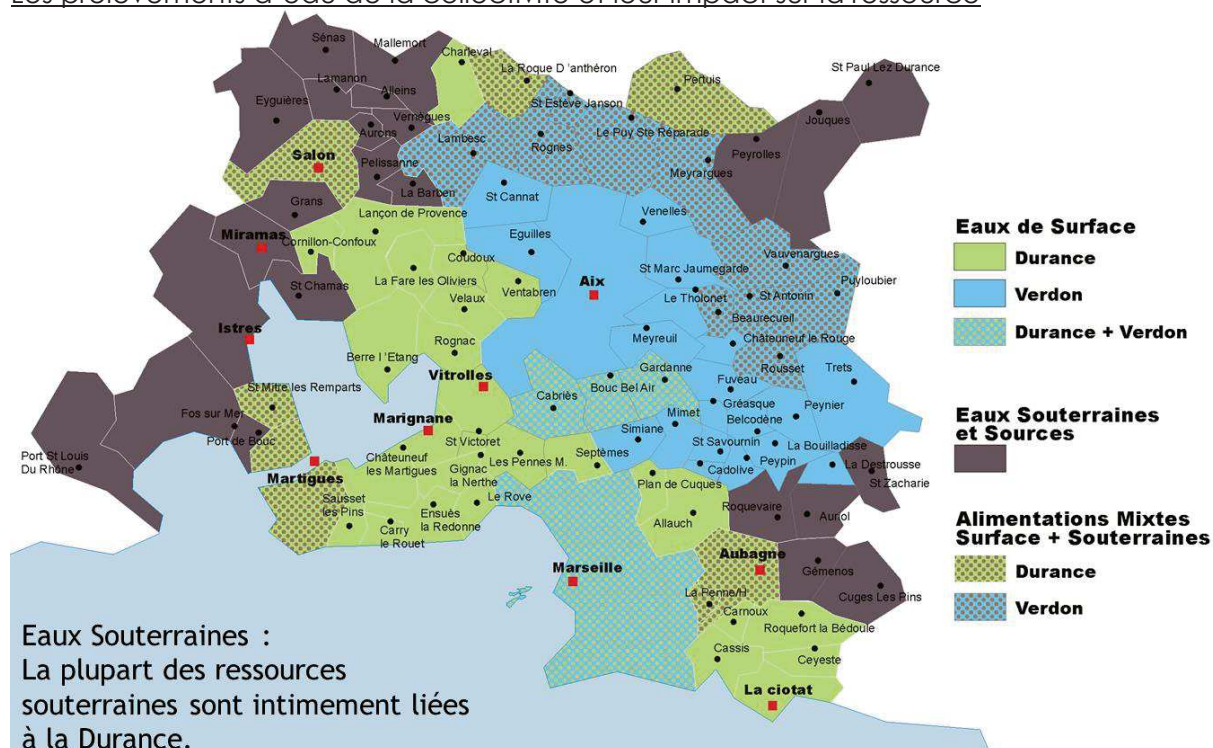 Les prélèvements d'eau de la collectivité et leur impact sur la ressource
Sénas
Mallemort
Charleval
La Roque D 'anthéron
Pertuis
St Paul Lez Durance
Lamanon
Alleins
Eyguières
St Estève Janson
Vernègues
Jouques
Aurons
Lambesc
Rognes
Le Puy Ste Réparade
Peyrolles
Salon
Pelissanne
Meyrargues
La Barben
St Cannat
Grans
Lançon de Provence
Venelles
Miramas
Cornillon-Confoux
Eguilles
Coudoux
Vauvenargues
St Marc Jaumegarde
Puyloubier
La Fare les Oliviers
Aix
St Chamas
Ventabren
Le Tholonet
St Antonin
Velaux
Beaurecueil
Istres
Meyreuil
Châteuneuf le Rouge
Rognac
Berre l 'Etang
Gardanne
Rousset
Trets
Vitrolles
Bouc Bel Air
St Mitre les Remparts
Cabriès
Fuveau
Fos sur Mer
Marignane
Mimet
Gréasque
Peynier
Port de Bouc
Belcodène
Simiane
St Victoret
St Savournin
La Bouilladisse
Port St Louis
Du Rhône
Châteuneuf
les Martigues
Les Pennes M.
Septèmes
Peypin
La Destrousse
Martigues
Gignac
la Nerthe
Cadolive
Plan de Cuques
St Zacharie
Sausset
les Pins
Le Rove
Ensuès
la Redonne
Roquevaire
Auriol
Carry
le Rouet
Allauch
Marseille
Aubagne
Gémenos
La Penne/H
Cuges Les Pins
Carnoux
Roquefort la Bédoule
Cassis
Ceyeste
La ciotat
Eaux de Surface
Durance
Verdon
Durance + Verdon
Eaux Souterraines
et Sources
Alimentations Mixtes
Surface + Souterraines
Durance
Verdon
Eaux Souterraines :
La plupart des ressources
souterraines sont intimement liées
à la Durance.